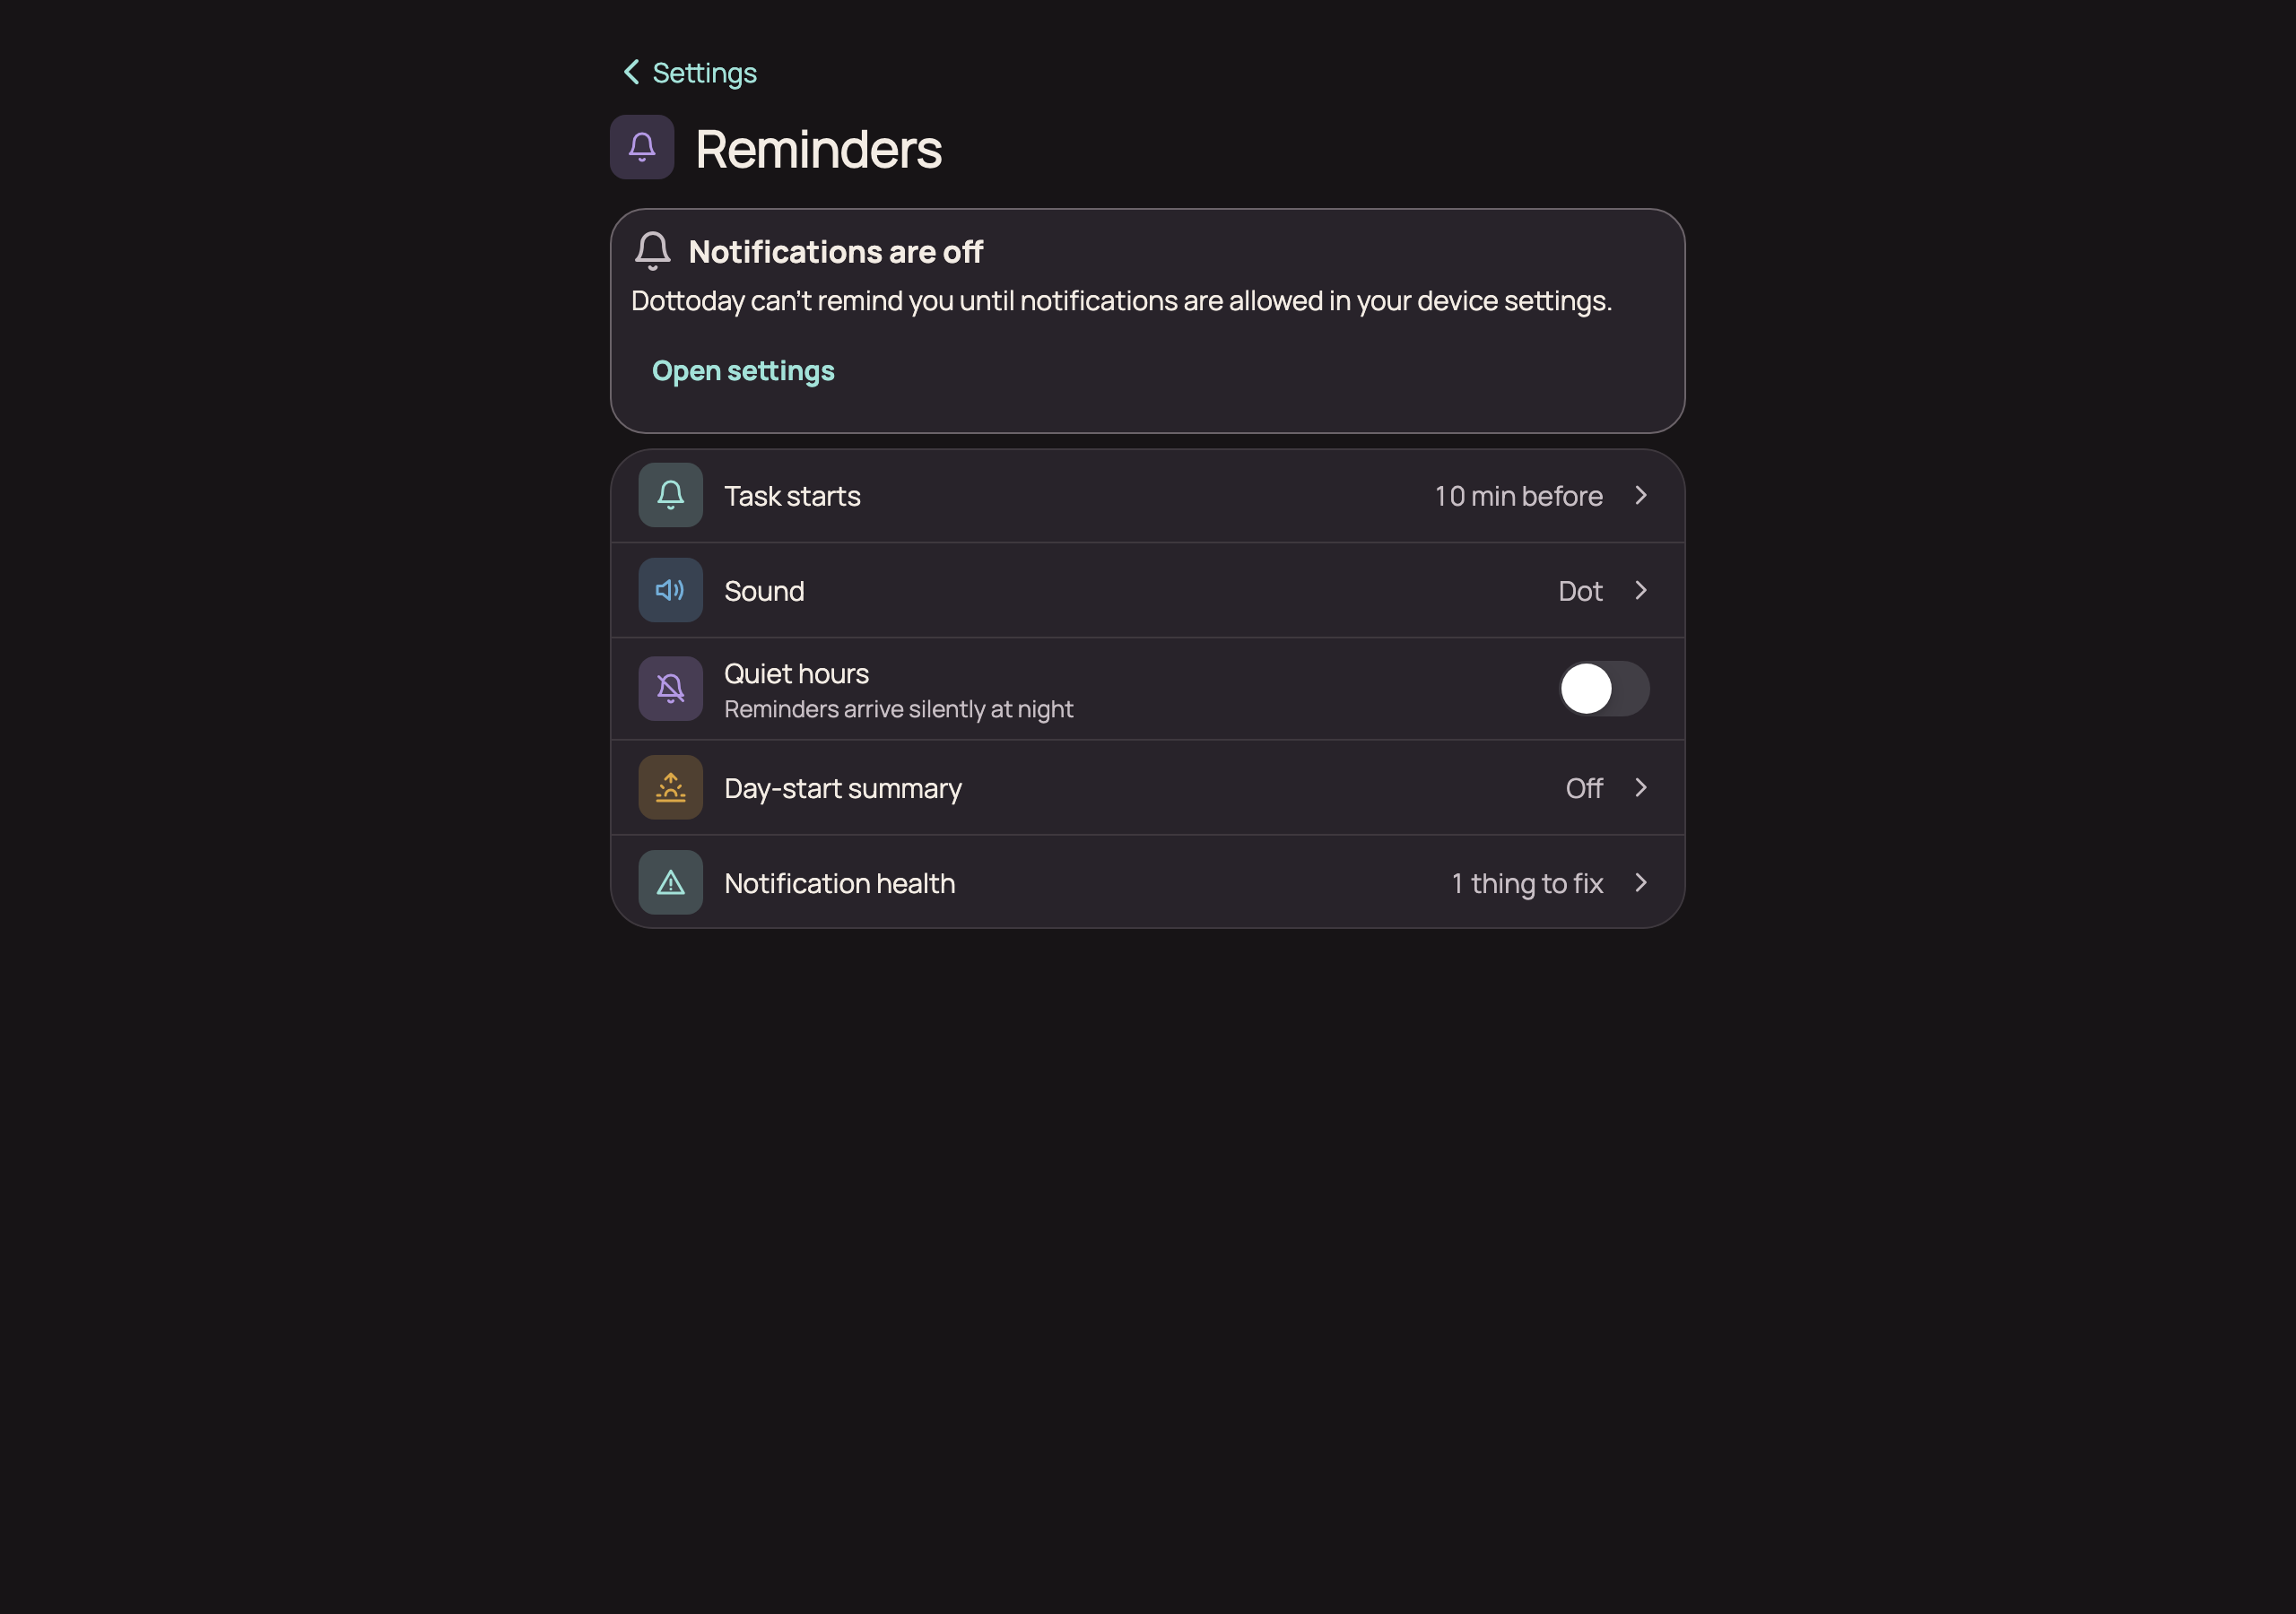 Settings
Reminders
Notifications are off
Dottoday can't remind you until notifications are allowed in your device settings.
Open settings
Task starts 10 min before
Sound Dot
Quiet hours
Reminders arrive silently at night
Day-start summary Off
Notification health 1 thing to fix